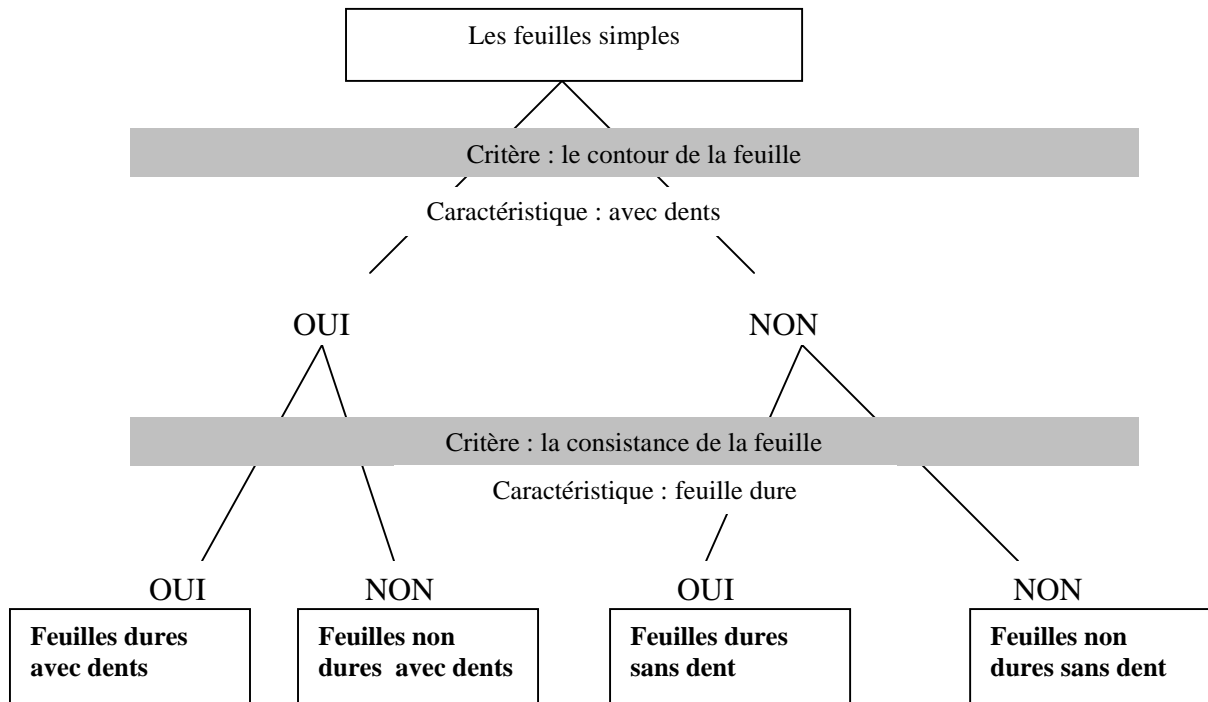 Les feuilles simples
Critère : le contour de la feuille
Caractéristique : avec dents
OUI
NON
Critère : la consistance de la feuille
Caractéristique : feuille dure
OUI
NON
OUI
NON
Feuilles dures
avec dents
Feuilles non
dures avec dents
Feuilles dures
sans dent
Feuilles non
dures sans dent